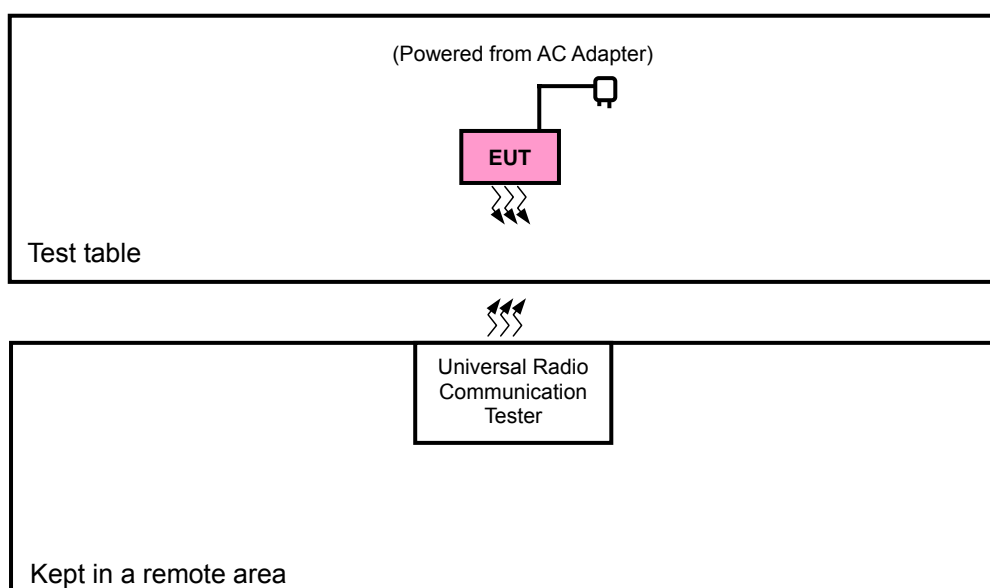 (Powered from AC Adapter)
EUT
Test table
Universal Radio
Communication
Tester
Kept in a remote area